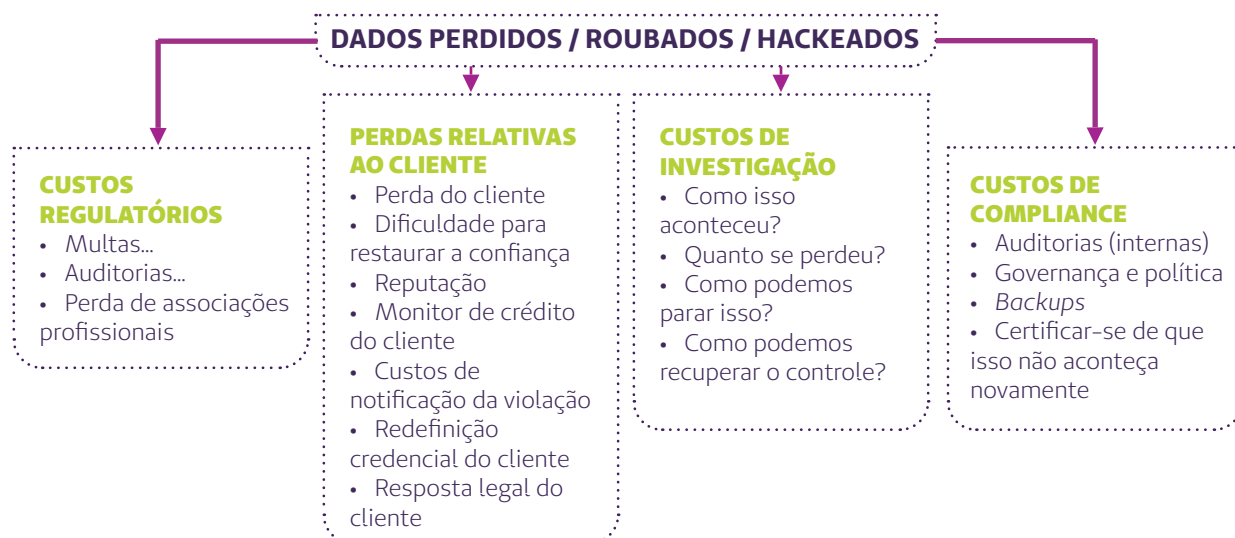 DADOS PERDIDOS / ROUBADOS / HACKEADOS
CUSTOS
REGULATÓRIOS
• Multas...
• Auditorias...
• Perda de associações
profissionais
PERDAS RELATIVAS
AO CLIENTE
• Perda do cliente
• Dificuldade para
restaurar a confiança
• Reputação
• Monitor de crédito
do cliente
• Custos de
notificação da violação
• Redefinição
credencial do cliente
• Resposta legal do
cliente
CUSTOS DE
INVESTIGAÇÃO
• Como isso
aconteceu?
• Quanto se perdeu?
• Como podemos
parar isso?
• Como podemos
recuperar o controle?
CUSTOS DE
COMPLIANCE
• Auditorias (internas)
• Governança e política
• Backups
• Certificar-se de que
isso não aconteça
novamente